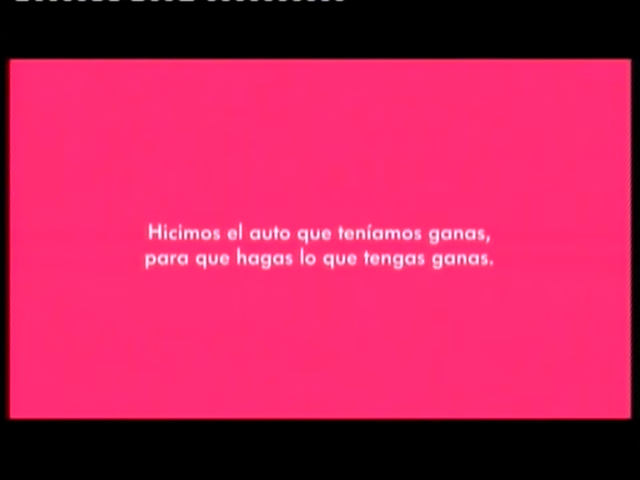 Hicimos el auto que teníamos ganas,
para que hagas lo que tengas ganas.